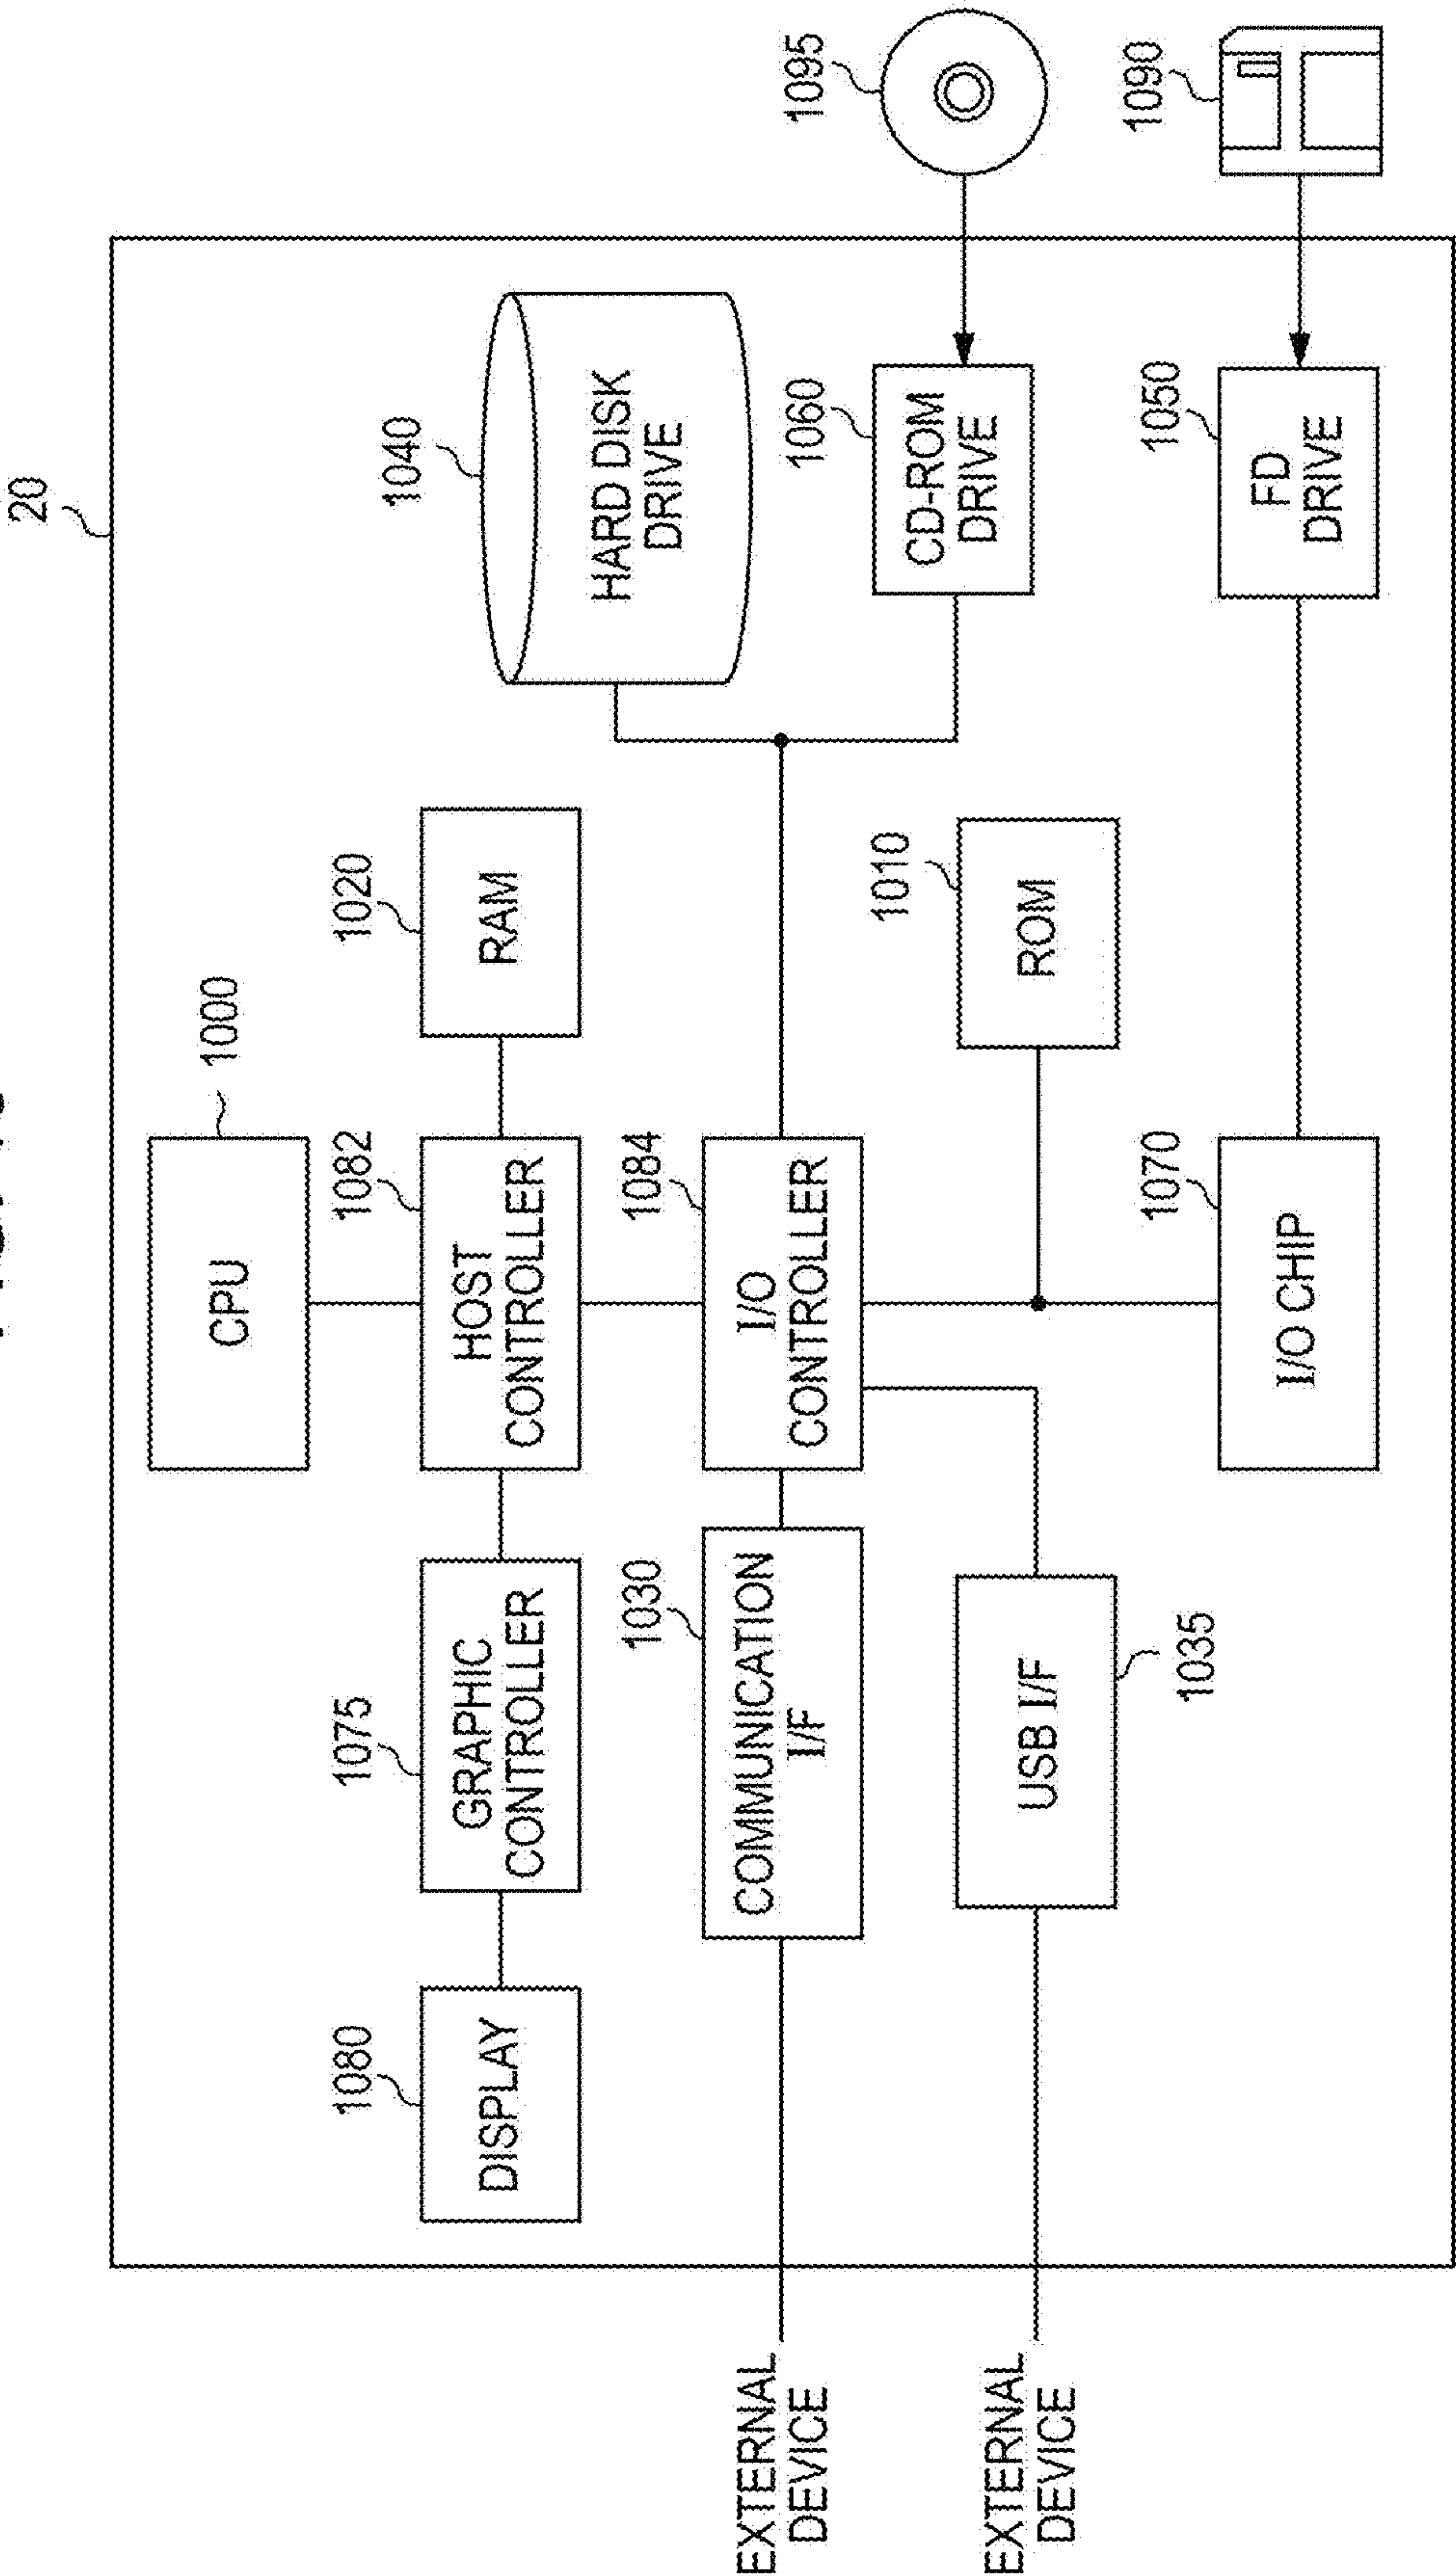 20
CPU
1000
1080
DISPLAY
1075
GRAPHIC
CONTROLLER
1082
HOST
CONTROLLER
1020
RAM
1040
HARD DISK
DRIVE
1030
COMMUNICATION
I/F
1084
I/O
CONTROLLER
1060
CD-ROM
DRIVE
1095
EXTERNAL
DEVICE
USB I/F
1035
1010
ROM
EXTERNAL
DEVICE
1070
I/O CHIP
1050
FD
DRIVE
1090